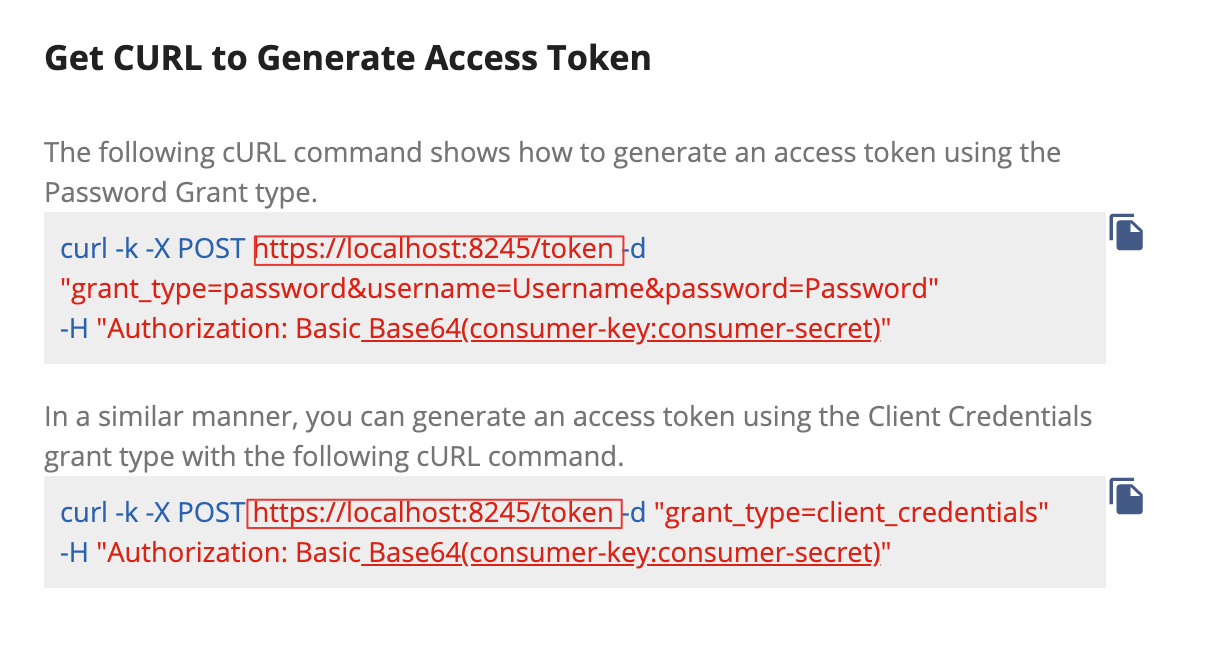 Get CURL to Generate Access Token
The following cURL command shows how to generate an access token using the
Password Grant type.
curl -k -X POST https://localhost:8245/token -d
"grant_type=password&username=Username&password=Password"
-H "Authorization: Basic Base64(consumer-key:consumer-secret)"
In a similar manner, you can generate an access token using the Client Credentials
grant type with the following cURL command.
curl -k -X POST https://localhost:8245/token -d "grant_type=client_credentials"
-H "Authorization: Basic Base64(consumer-key:consumer-secret)"